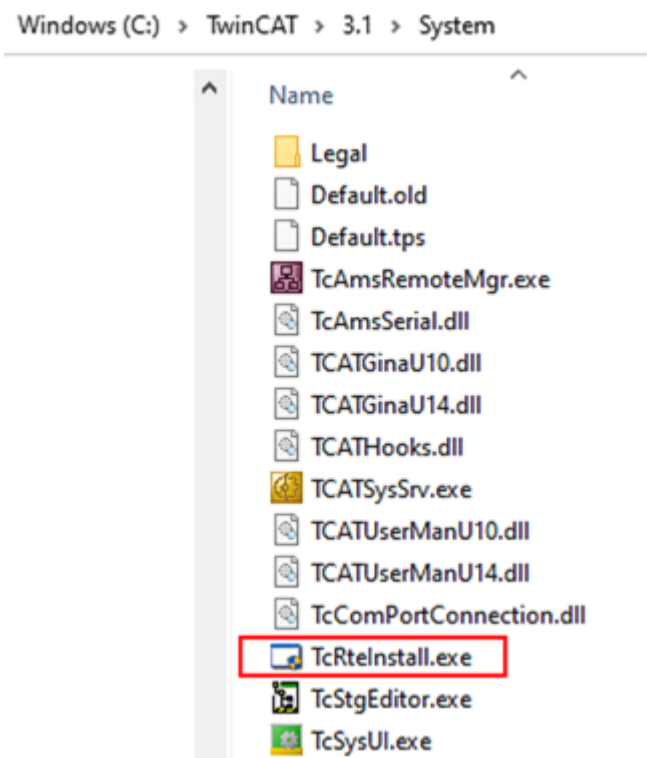 Windows (C:) > TwinCAT > 3.1 > System
Name
Legal
Default.old
Default.tps
TcAmsRemoteMgr.exe
TcAmsSerial.dll
TCATGinaU10.dll
TCATGinaU14.dll
TCATHooks.dll
TCATSysSrv.exe
TCATUserManU10.dll
TCATUserManU14.dll
TcComPortConnection.dll
TcRteInstall.exe
TcStgEditor.exe
TcSysUI.exe